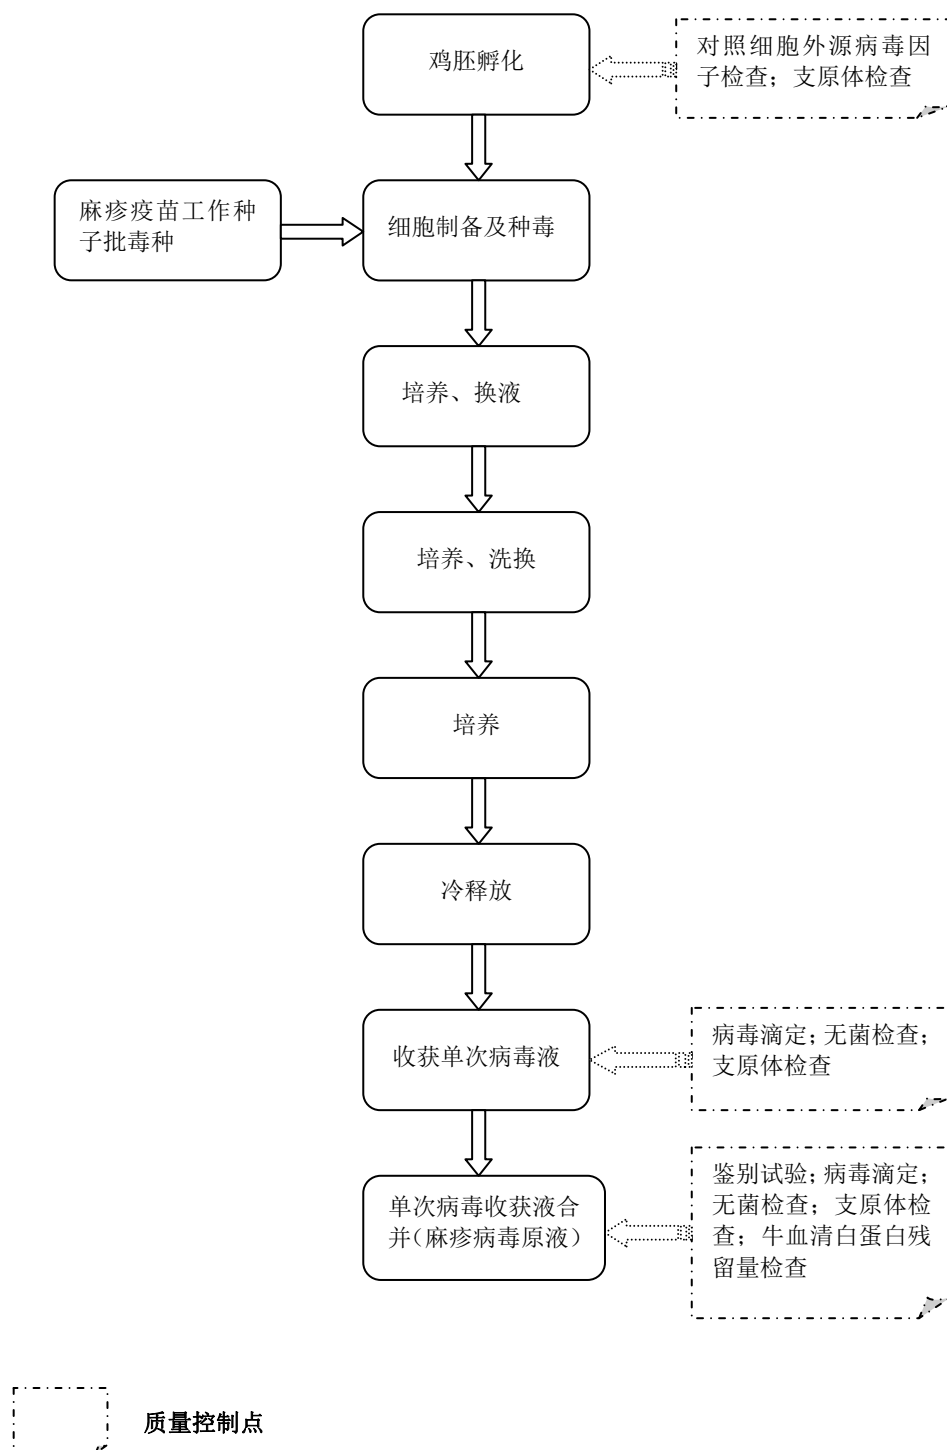 鸡胚孵化
对照细胞外源病毒因
子检查；支原体检查
麻疹疫苗工作种
子批毒种
细胞制备及种毒
培养、换液
培养、洗换
培养
冷释放
收获单次病毒液
病毒滴定；无菌检查；
支原体检查
单次病毒收获液合
并（麻疹病毒原液）
鉴别试验；病毒滴定；
无菌检查；支原体检
查；牛血清白蛋白残
留量检查
质量控制点